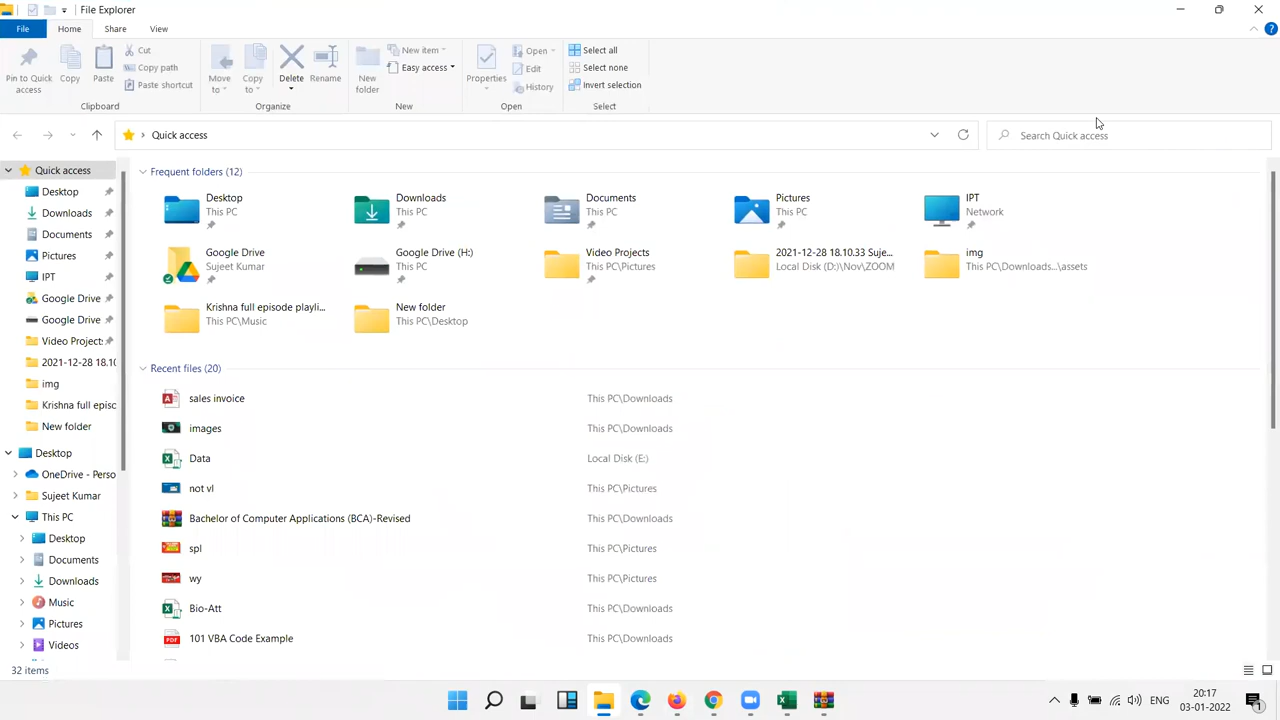 File Explorer
File Home Share View
Pin to Quick access
Copy
Paste
Cut
Copy path
Paste shortcut
Clipboard
Move to
Copy to
Delete
Rename
Organize
New folder
New item
Easy access
New
Properties
Open
Edit
History
Open
Select all
Select none
Invert selection
Select
Quick access
Search Quick access
Quick access
Desktop
Downloads
Documents
Pictures
IPT
Google Drive
Google Drive
Video Projects
2021-12-28 18.10
img
Krishna full episo
New folder
Desktop
OneDrive - Perso
Sujeet Kumar
This PC
Desktop
Documents
Downloads
Music
Pictures
Videos
Frequent folders (12)
Desktop
This PC
Downloads
This PC
Documents
This PC
Pictures
This PC
IPT
Network
Google Drive
Sujeet Kumar
Google Drive (H:)
This PC
Video Projects
This PC\Pictures
2021-12-28 18.10.33 Suje...
Local Disk (D:)\Nov\ZOOM
img
This PC\Downloads...\assets
Krishna full episode playli...
This PC\Music
New folder
This PC\Desktop
Recent files (20)
sales invoice This PC\Downloads
images This PC\Downloads
Data Local Disk (E:)
not vl This PC\Pictures
Bachelor of Computer Applications (BCA)-Revised This PC\Downloads
spl This PC\Pictures
wy This PC\Pictures
Bio-Att This PC\Downloads
101 VBA Code Example This PC\Downloads
32 items
ENG
20:17
03-01-2022
1